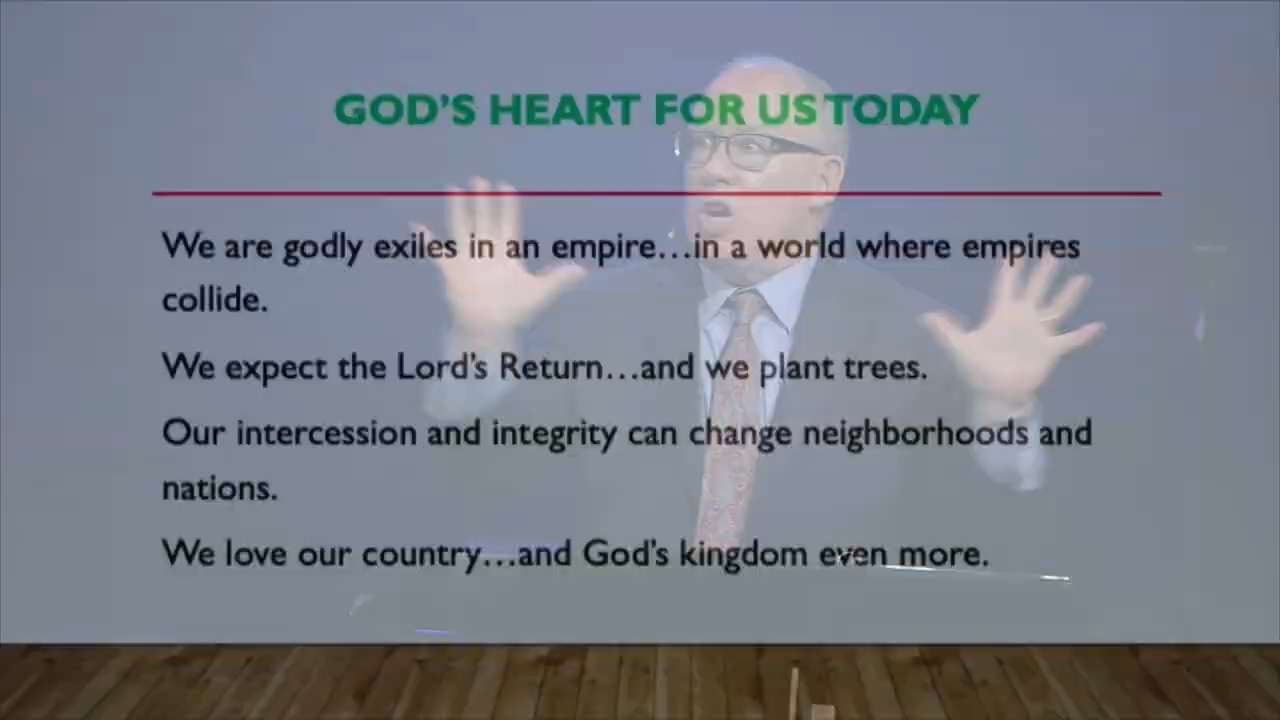 GOD'S HEART FOR US TODAY
We are godly exiles in an empire...in a world where empires
collide.
We expect the Lord's Return...and we plant trees.
Our intercession and integrity can change neighborhoods and
nations.
We love our country...and God's kingdom even more.